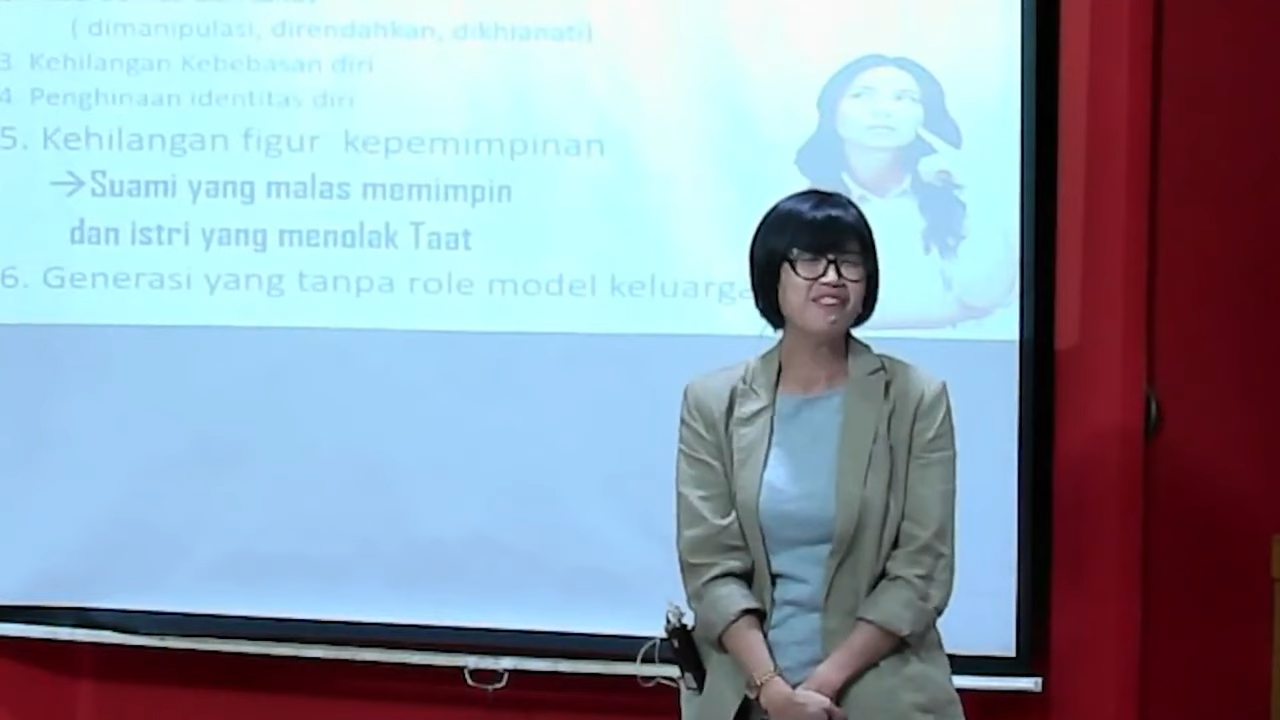 ( dimanipulasi, direndahkan, dikhianati)
3. Kehilangan Kebebasan diri
4. Penghinaan identitas diri
5. Kehilangan figur kepemimpinan
→Suami yang malas memimpin
dan istri yang menolak Taat
6. Generasi yang tanpa role model keluarga